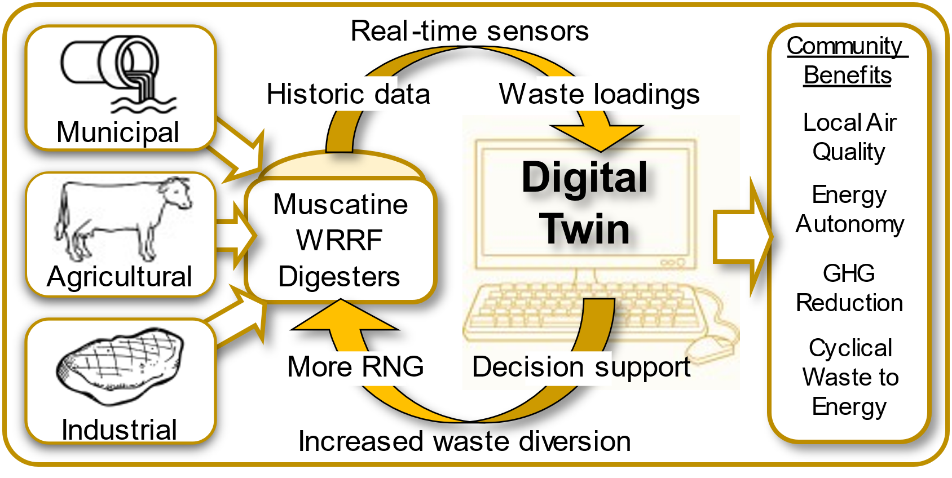 Municipal
Agricultural
Industrial
Real-time sensors
Historic data
Waste loadings
Muscatine
WRRF
Digesters
Digital
Twin
More RNG
Decision support
Increased waste diversion
Community
Benefits
Local Air
Quality
Energy
Autonomy
GHG
Reduction
Cyclical
Waste to
Energy